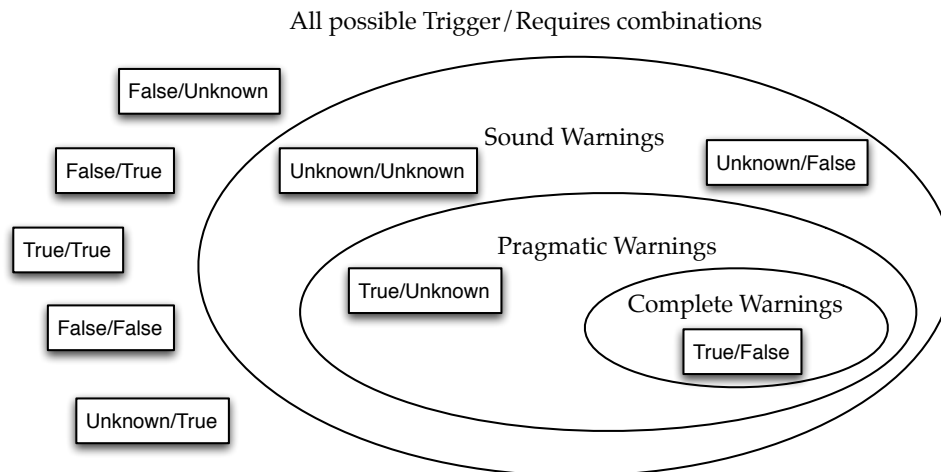 All possible Trigger/Requires combinations
False/Unknown
Sound Warnings
False/True
Unknown/Unknown
Unknown/False
True/True
Pragmatic Warnings
True/Unknown
Complete Warnings
False/False
True/False
Unknown/True